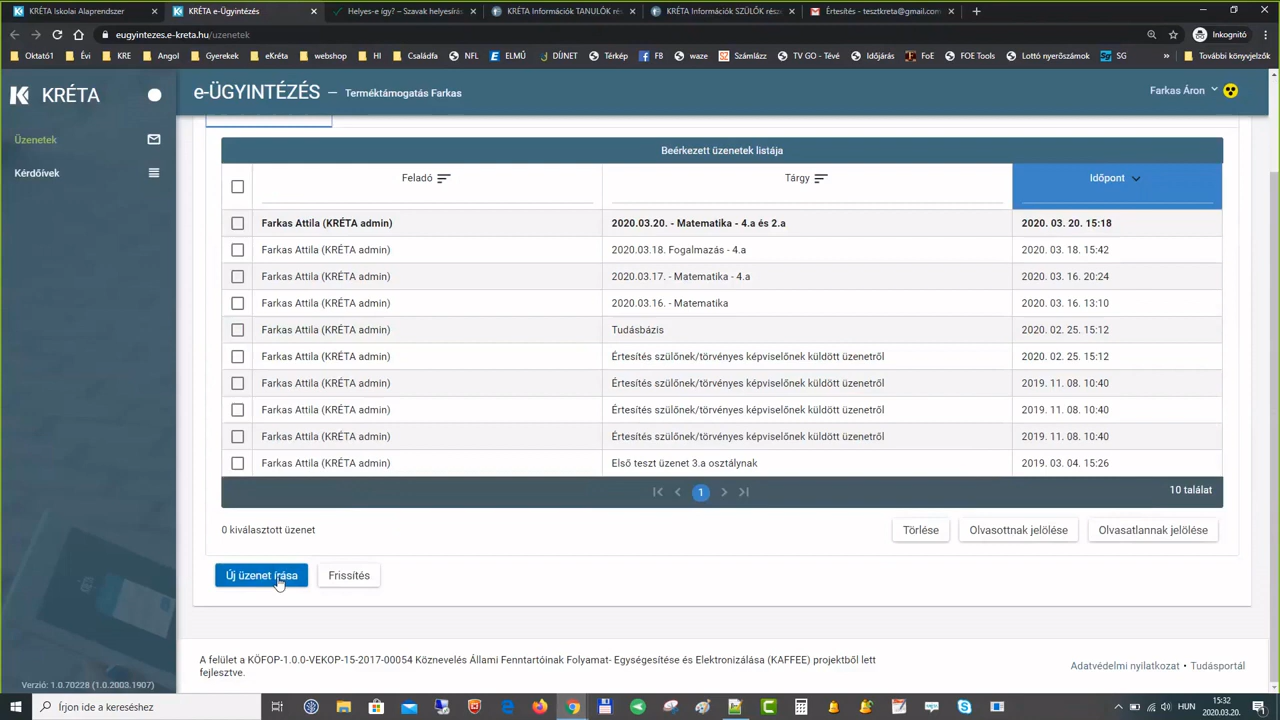 KRÉTA Iskolai Alaprendszer
KRÉTA e-Ügyintézés
Helyes-e így? – Szavak helyesírás
KRÉTA Információk TANULÓK rés
KRÉTA Információk SZÜLŐK rész
Értesítés - tesztkreta@gmail.com
eugyintezes.e-kreta.hu/uzenetek
Inkognitó
Oktató1
Évi
KRE
Angol
Gyerekek
eKréta
webshop
HI
Családfa
NFL
ELMŰ
DÜNET
Térkép
FB
waze
Számlázz
TV GO - Tévé
Időjárás
FoE
FOE Tools
Lottó nyerőszámok
SG
»
További könyvjelzők
KRÉTA
e-ÜGYINTÉZÉS — Terméktámogatás Farkas
Farkas Áron
Üzenetek
Kérdőívek
Beérkezett üzenetek listája
Feladó Tárgy Időpont
Farkas Attila (KRÉTA admin) 2020.03.20. - Matematika - 4.a és 2.a 2020. 03. 20. 15:18
Farkas Attila (KRÉTA admin) 2020.03.18. Fogalmazás - 4.a 2020. 03. 18. 15:42
Farkas Attila (KRÉTA admin) 2020.03.17. - Matematika - 4.a 2020. 03. 16. 20:24
Farkas Attila (KRÉTA admin) 2020.03.16. - Matematika 2020. 03. 16. 13:10
Farkas Attila (KRÉTA admin) Tudásbázis 2020. 02. 25. 15:12
Farkas Attila (KRÉTA admin) Értesítés szülőnek/törvényes képviselőnek küldött üzenetről 2020. 02. 25. 15:12
Farkas Attila (KRÉTA admin) Értesítés szülőnek/törvényes képviselőnek küldött üzenetről 2019. 11. 08. 10:40
Farkas Attila (KRÉTA admin) Értesítés szülőnek/törvényes képviselőnek küldött üzenetről 2019. 11. 08. 10:40
Farkas Attila (KRÉTA admin) Értesítés szülőnek/törvényes képviselőnek küldött üzenetről 2019. 11. 08. 10:40
Farkas Attila (KRÉTA admin) Első teszt üzenet 3.a osztálynak 2019. 03. 04. 15:26
1
10 találat
0 kiválasztott üzenet
Törlése
Olvasottnak jelölése
Olvasatlannak jelölése
Új üzenet írása
Frissítés
A felület a KÖFOP-1.0.0-VEKOP-15-2017-00054 Köznevelés Állami Fenntartóinak Folyamat- Egységesítése és Elektronizálása (KAFFEE) projektből lett
fejlesztve.
Adatvédelmi nyilatkozat • Tudásportál
Verzió: 1.0.70228 (1.0.2003.1907)
Írjon ide a kereséshez
HUN
15:32
2020.03.20.